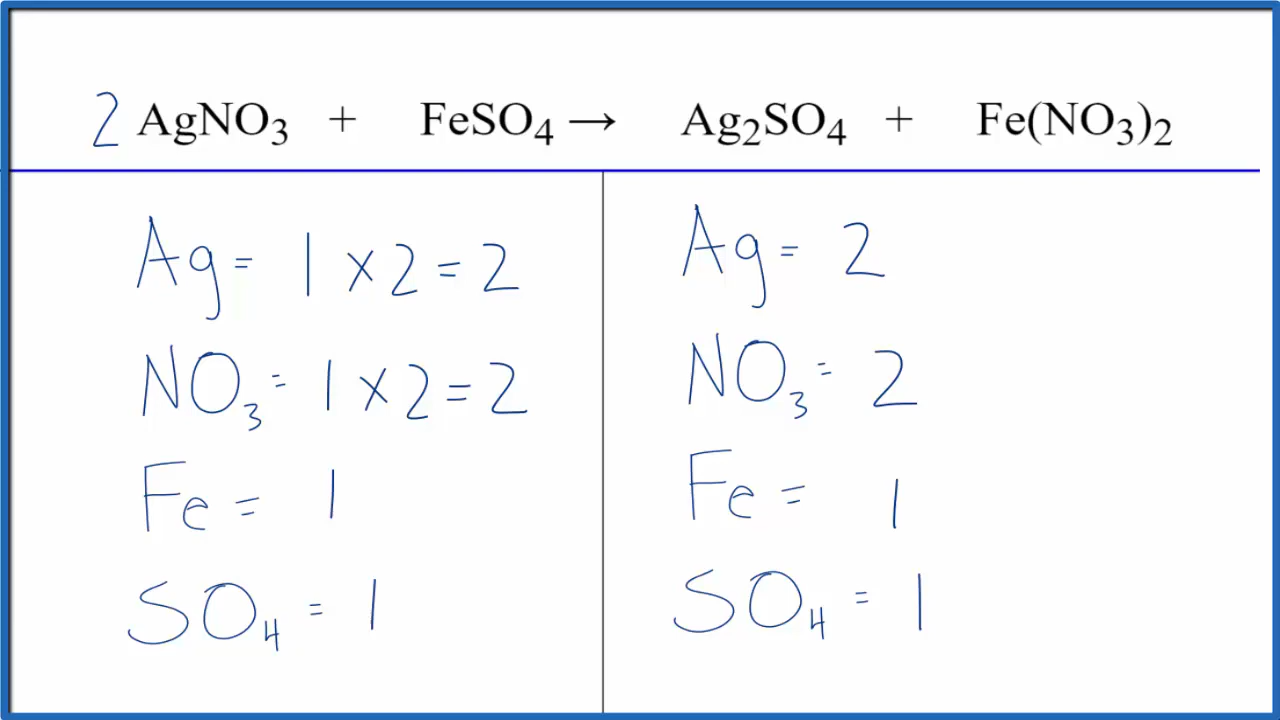 2 AgNO₃ + FeSO₄ → Ag₂SO₄ + Fe(NO₃)₂
Ag = 1 × 2 = 2
NO₃ = 1 × 2 = 2
Fe = 1
SO₄ = 1
Ag = 2
NO₃ = 2
Fe = 1
SO₄ = 1